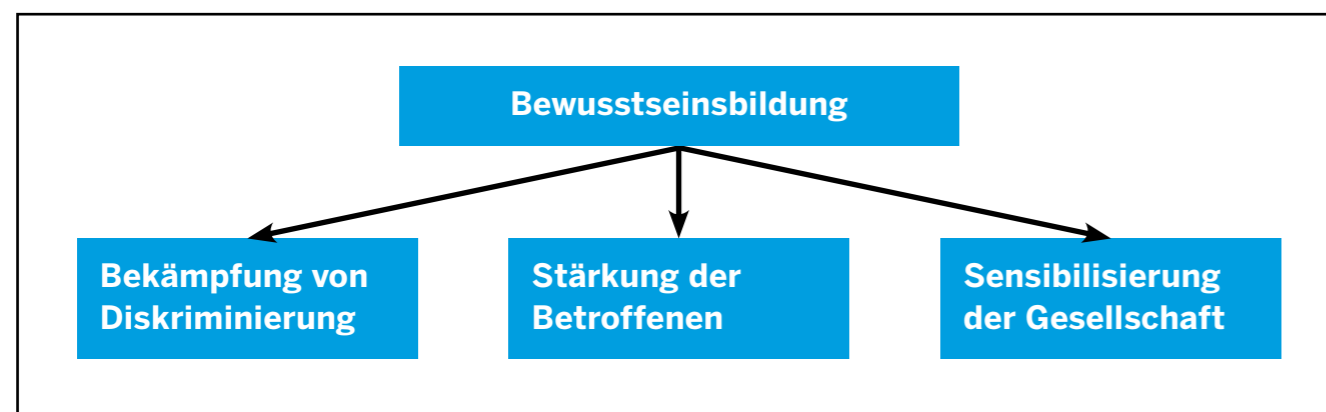 Bewusstseinsbildung
Bekämpfung von
Diskriminierung
Stärkung der
Betroffenen
Sensibilisierung
der Gesellschaft